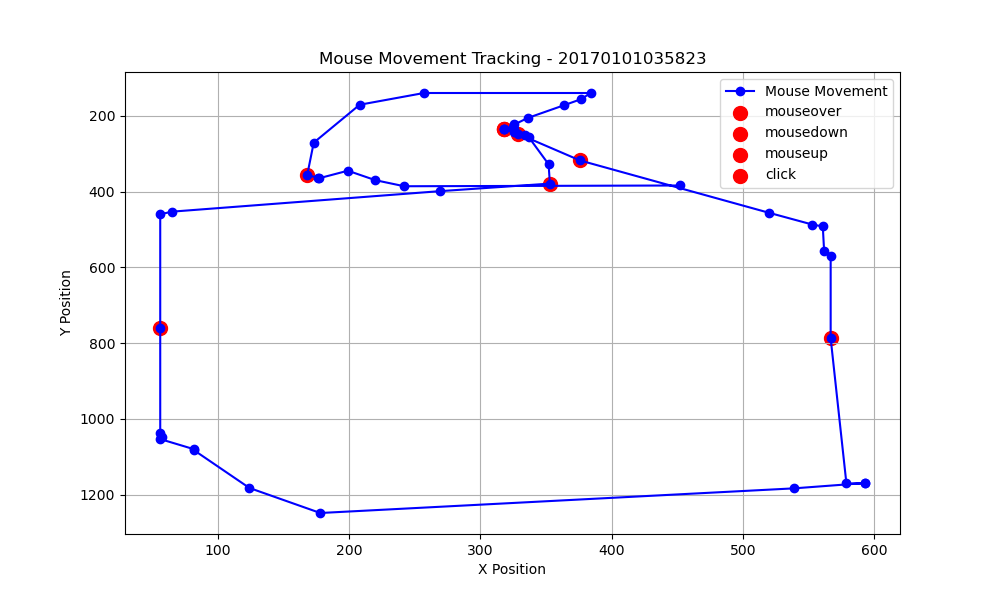 Mouse Movement Tracking - 20170101035823
Mouse Movement
mouseover
mousedown
mouseup
click
200
400
600
800
1000
1200
Y Position
100
200
300
400
500
600
X Position